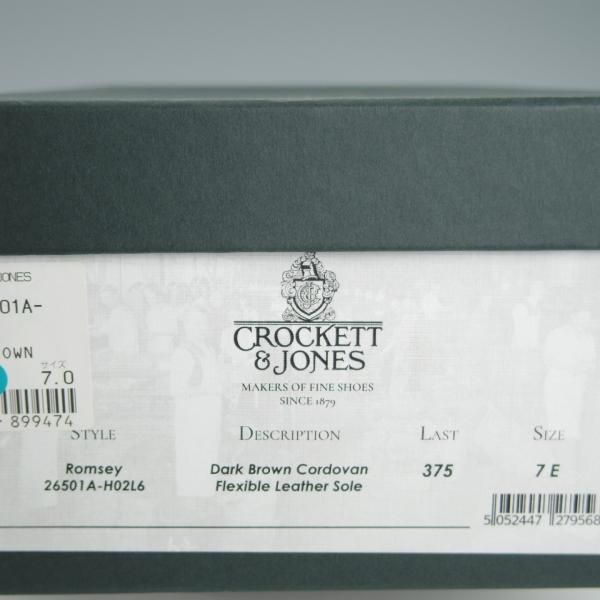 JONES
01A-
OWN
サイズ
7.0
899474
CROCKETT
& JONES
MAKERS OF FINE SHOES
SINCE 1879
STYLE DESCRIPTION LAST SIZE
Romsey Dark Brown Cordovan 375 7 E
26501A-H02L6 Flexible Leather Sole
5 052447 279568